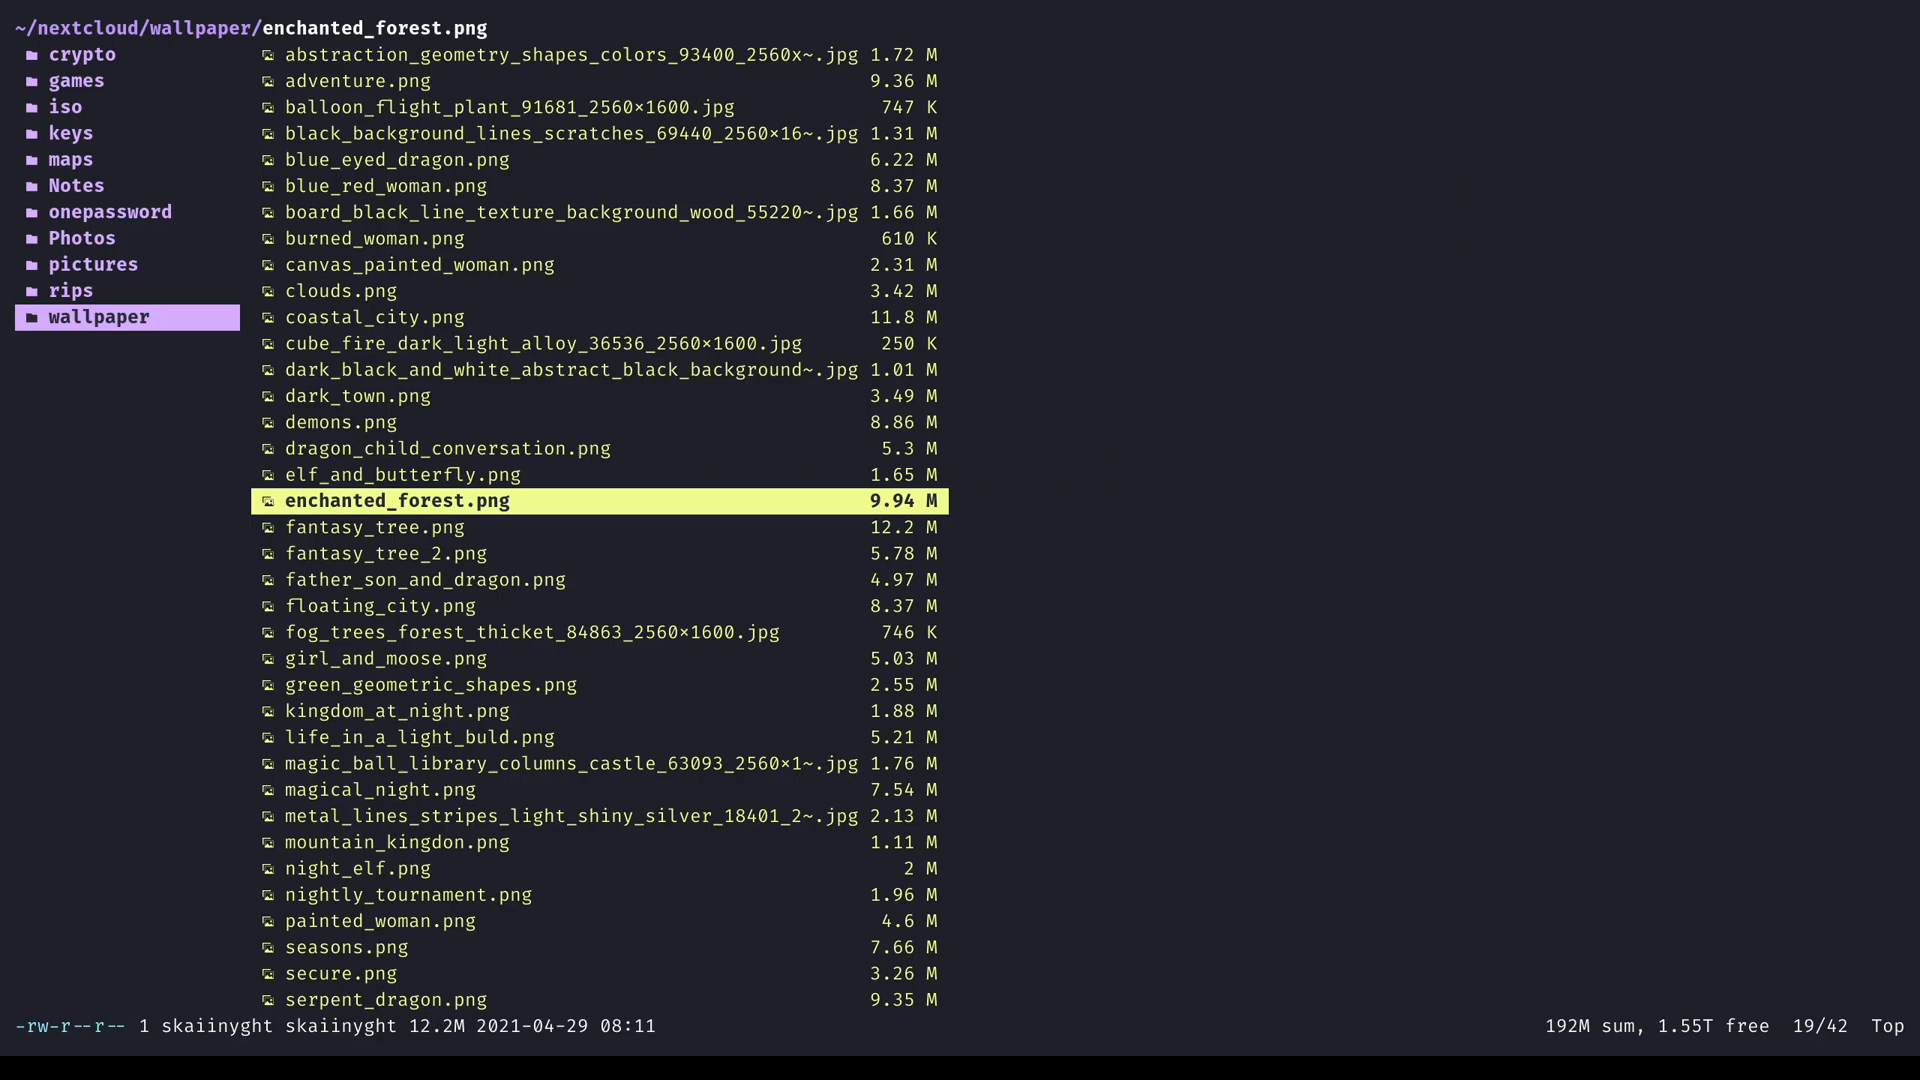 ~/nextcloud/wallpaper/enchanted_forest.png
crypto
games
iso
keys
maps
Notes
onepassword
Photos
pictures
rips
wallpaper
abstraction_geometry_shapes_colors_93400_2560x~.jpg 1.72 M
adventure.png 9.36 M
balloon_flight_plant_91681_2560×1600.jpg 747 K
black_background_lines_scratches_69440_2560×16~.jpg 1.31 M
blue_eyed_dragon.png 6.22 M
blue_red_woman.png 8.37 M
board_black_line_texture_background_wood_55220~.jpg 1.66 M
burned_woman.png 610 K
canvas_painted_woman.png 2.31 M
clouds.png 3.42 M
coastal_city.png 11.8 M
cube_fire_dark_light_alloy_36536_2560×1600.jpg 250 K
dark_black_and_white_abstract_black_background~.jpg 1.01 M
dark_town.png 3.49 M
demons.png 8.86 M
dragon_child_conversation.png 5.3 M
elf_and_butterfly.png 1.65 M
enchanted_forest.png 9.94 M
fantasy_tree.png 12.2 M
fantasy_tree_2.png 5.78 M
father_son_and_dragon.png 4.97 M
floating_city.png 8.37 M
fog_trees_forest_thicket_84863_2560×1600.jpg 746 K
girl_and_moose.png 5.03 M
green_geometric_shapes.png 2.55 M
kingdom_at_night.png 1.88 M
life_in_a_light_buld.png 5.21 M
magic_ball_library_columns_castle_63093_2560×1~.jpg 1.76 M
magical_night.png 7.54 M
metal_lines_stripes_light_shiny_silver_18401_2~.jpg 2.13 M
mountain_kingdon.png 1.11 M
night_elf.png 2 M
nightly_tournament.png 1.96 M
painted_woman.png 4.6 M
seasons.png 7.66 M
secure.png 3.26 M
serpent_dragon.png 9.35 M
-rw-r--r-- 1 skaiinyght skaiinyght 12.2M 2021-04-29 08:11 192M sum, 1.55T free 19/42 Top